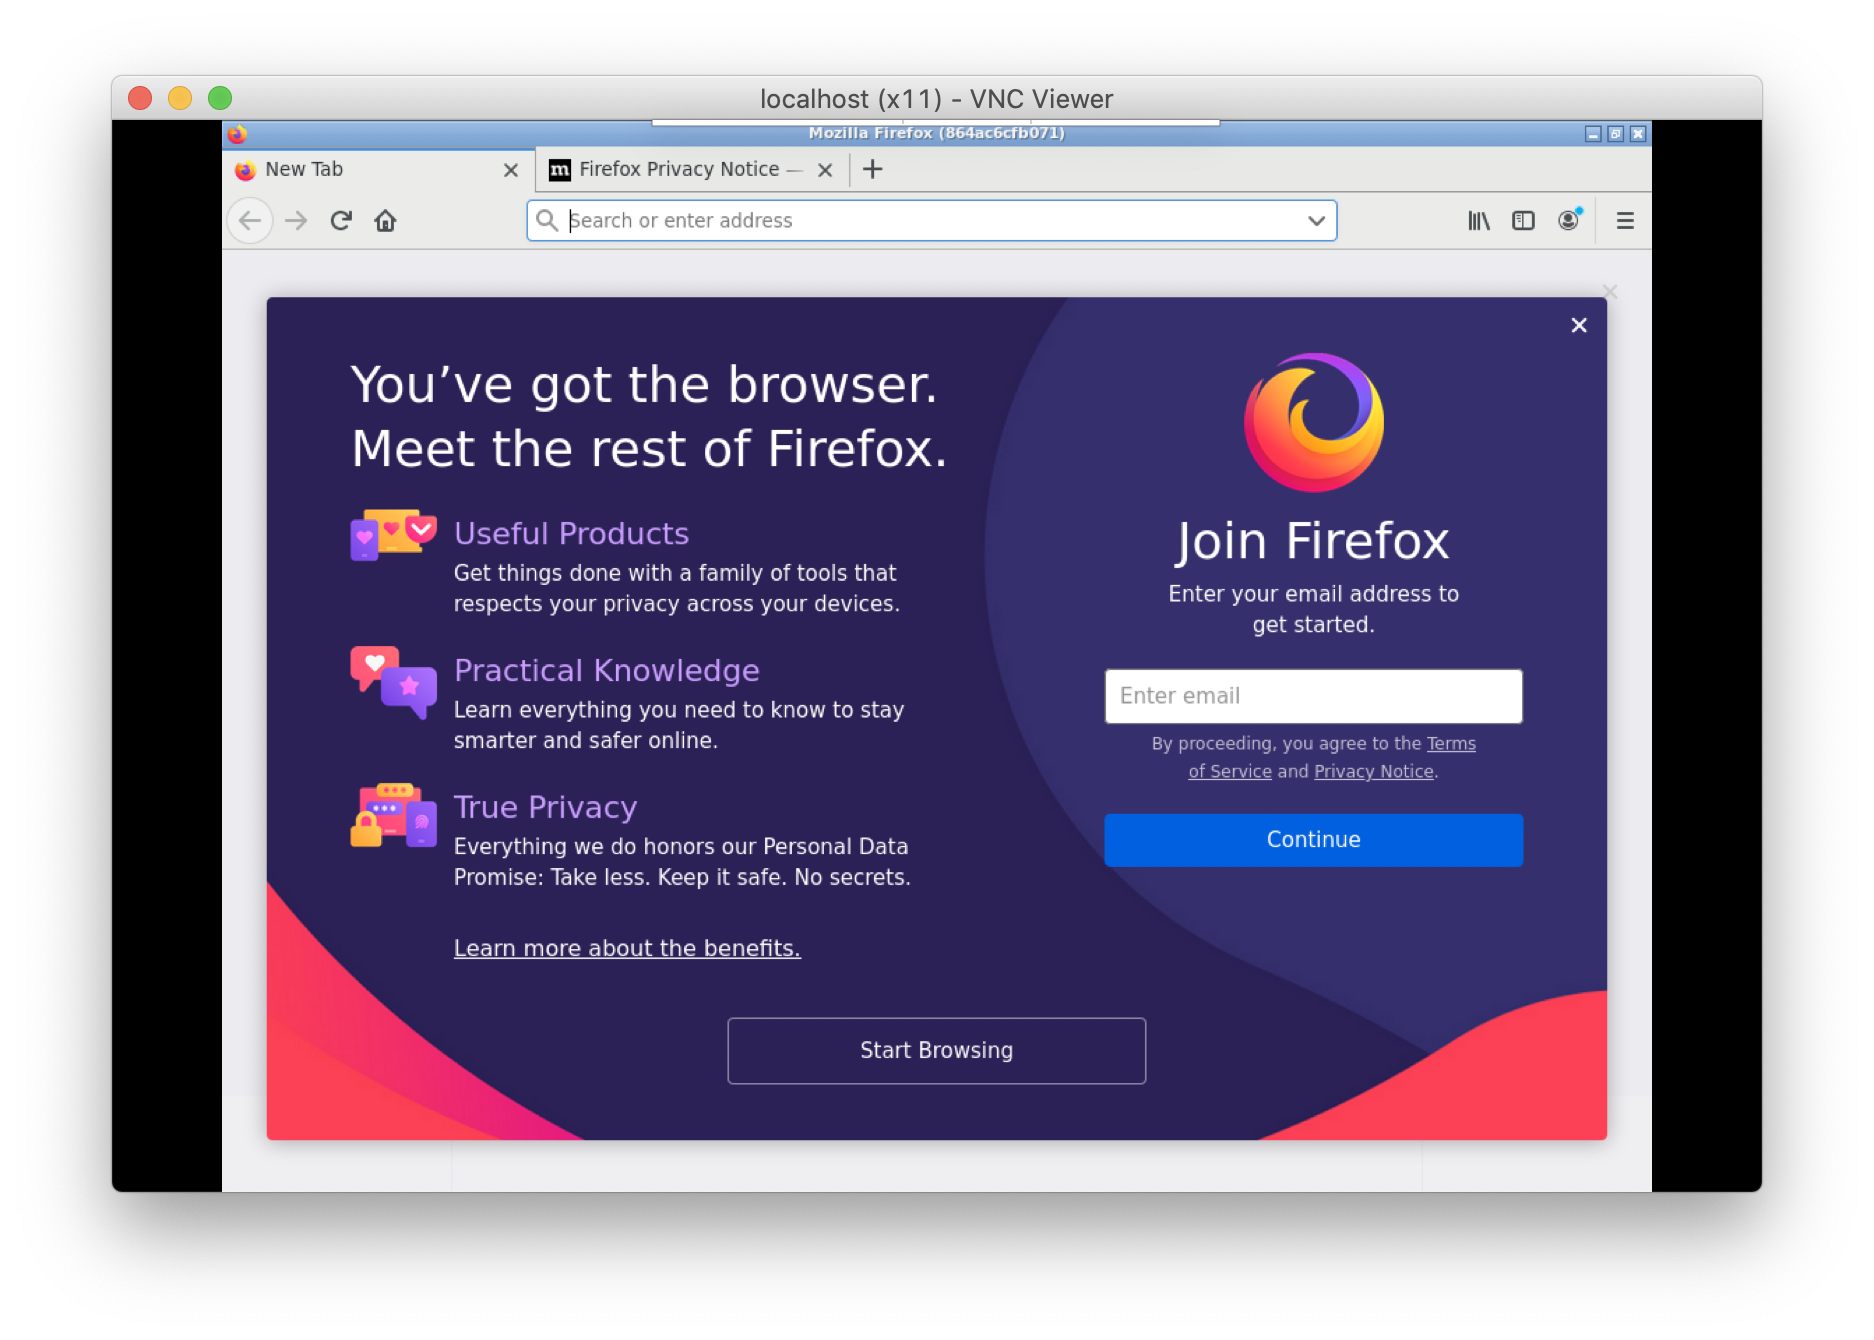 localhost (x11) - VNC Viewer
Mozilla Firefox (864ac6cfb071)
New Tab
m Firefox Privacy Notice —
Search or enter address
You’ve got the browser.
Meet the rest of Firefox.
Useful Products
Get things done with a family of tools that
respects your privacy across your devices.
Practical Knowledge
Learn everything you need to know to stay
smarter and safer online.
True Privacy
Everything we do honors our Personal Data
Promise: Take less. Keep it safe. No secrets.
Learn more about the benefits.
Join Firefox
Enter your email address to
get started.
Enter email
By proceeding, you agree to the Terms
of Service and Privacy Notice.
Continue
Start Browsing